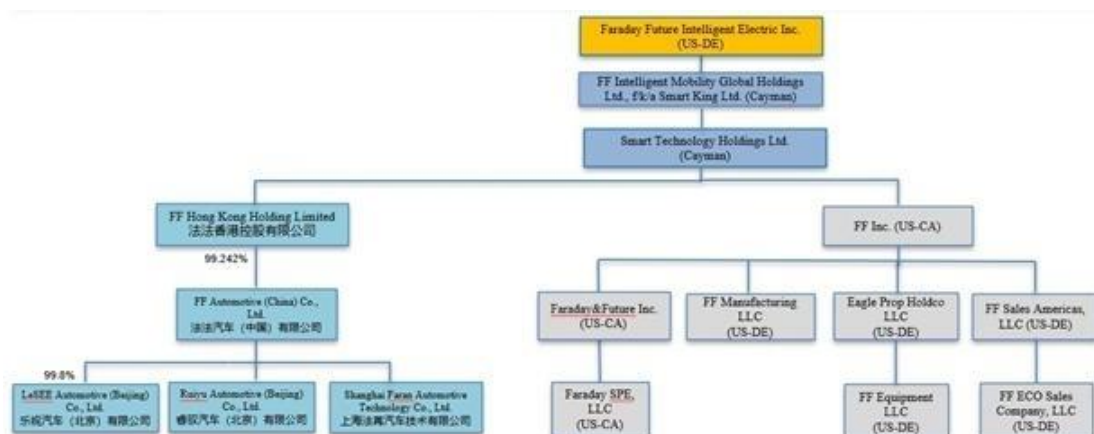 Faraday Future Intelligent Electric Inc.
(US-DE)
FF Intelligent Mobility Global Holdings
Ltd., f/k/a Smart King Ltd. (Cayman)
Smart Technology Holdings Ltd.
(Cayman)
FF Hong Kong Holding Limited
法法香港控股有限公司
FF Inc. (US-CA)
99.242%
FF Automotive (China) Co.,
Ltd.
法法汽车（中国）有限公司
Faraday&Future Inc.
(US-CA)
FF Manufacturing
LLC
(US-DE)
Eagle Prop Holdco
LLC
(US-DE)
FF Sales Americas,
LLC (US-DE)
99.8%
LeSEE Automotive (Beijing)
Co., Ltd.
乐视汽车（北京）有限公司
Ruiyu Automotive (Beijing)
Co., Ltd.
睿驭汽车（北京）有限公司
Shanghai Faran Automotive
Technology Co., Ltd.
上海法冉汽车技术有限公司
Faraday SPE,
LLC
(US-CA)
FF Equipment
LLC
(US-DE)
FF ECO Sales
Company, LLC
(US-DE)